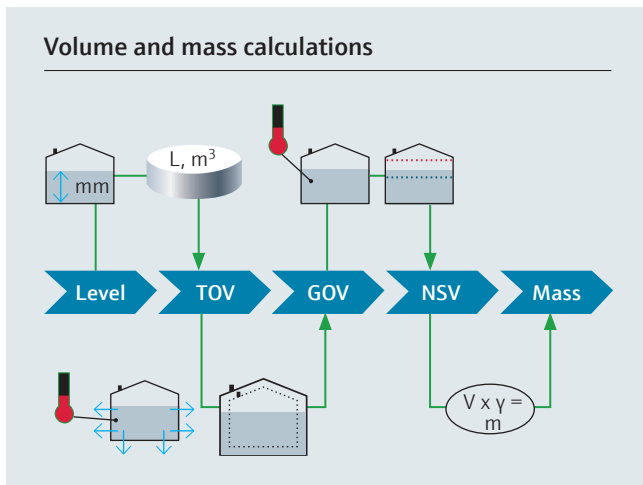 Volume and mass calculations
mm
L, m³
Level
TOV
GOV
NSV
Mass
V x γ =
m